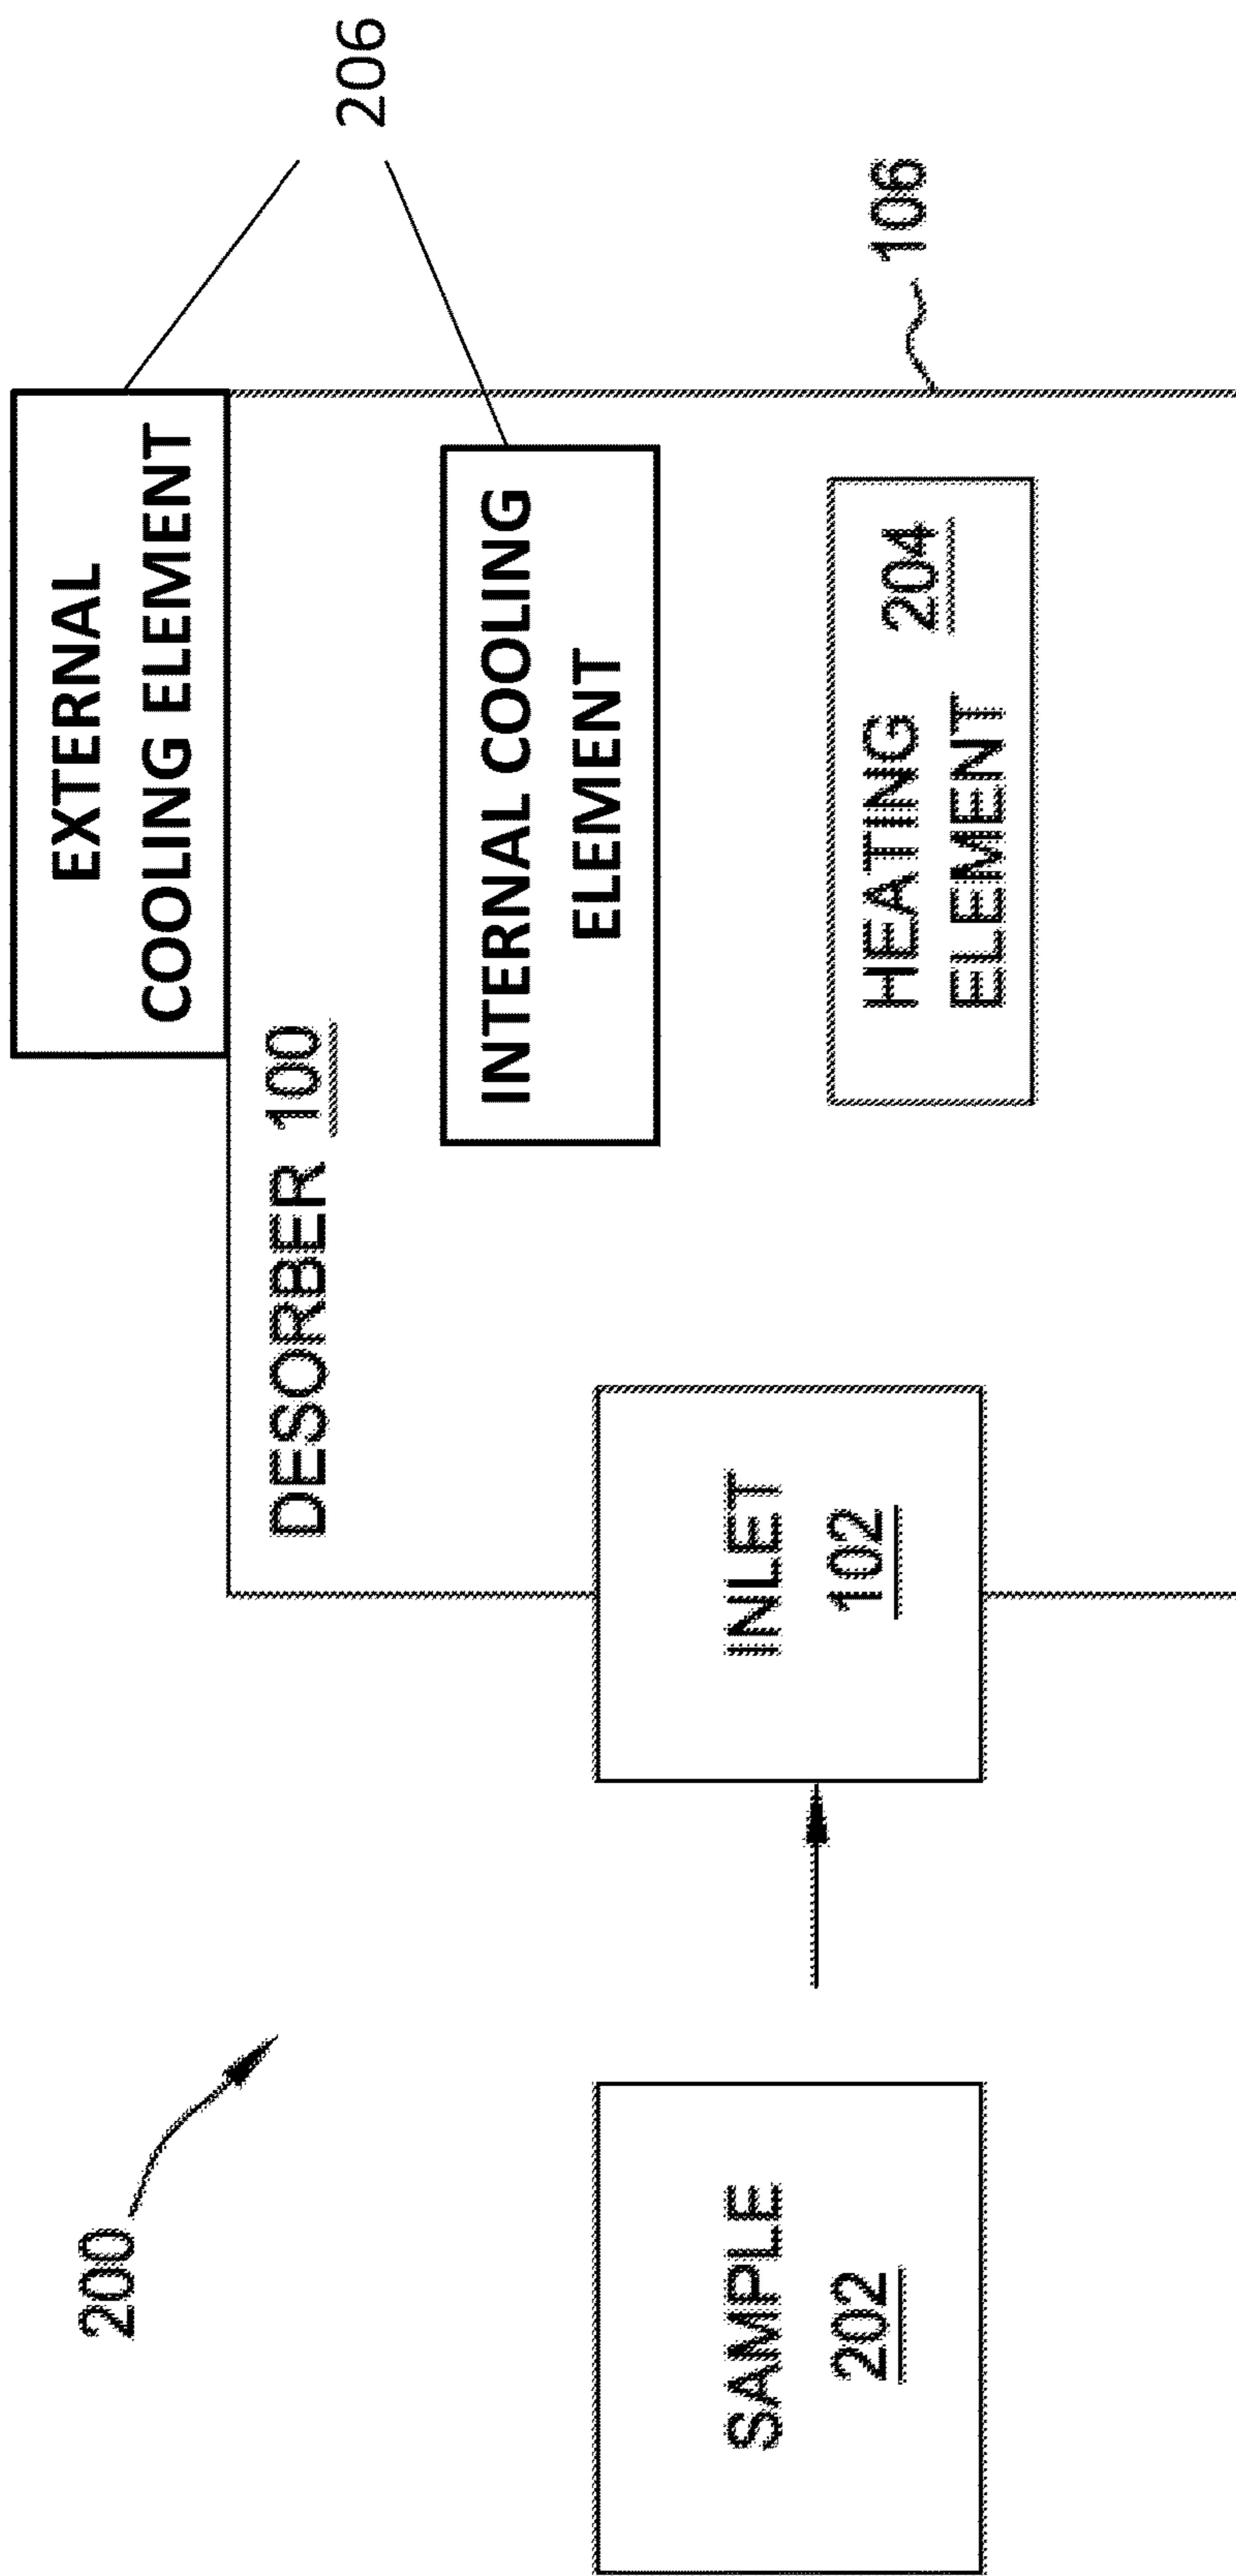 200
206
EXTERNAL
COOLING ELEMENT
DESORBER 100
INTERNAL COOLING
ELEMENT
106
HEATING 204
ELEMENT
INLET
102
SAMPLE
202